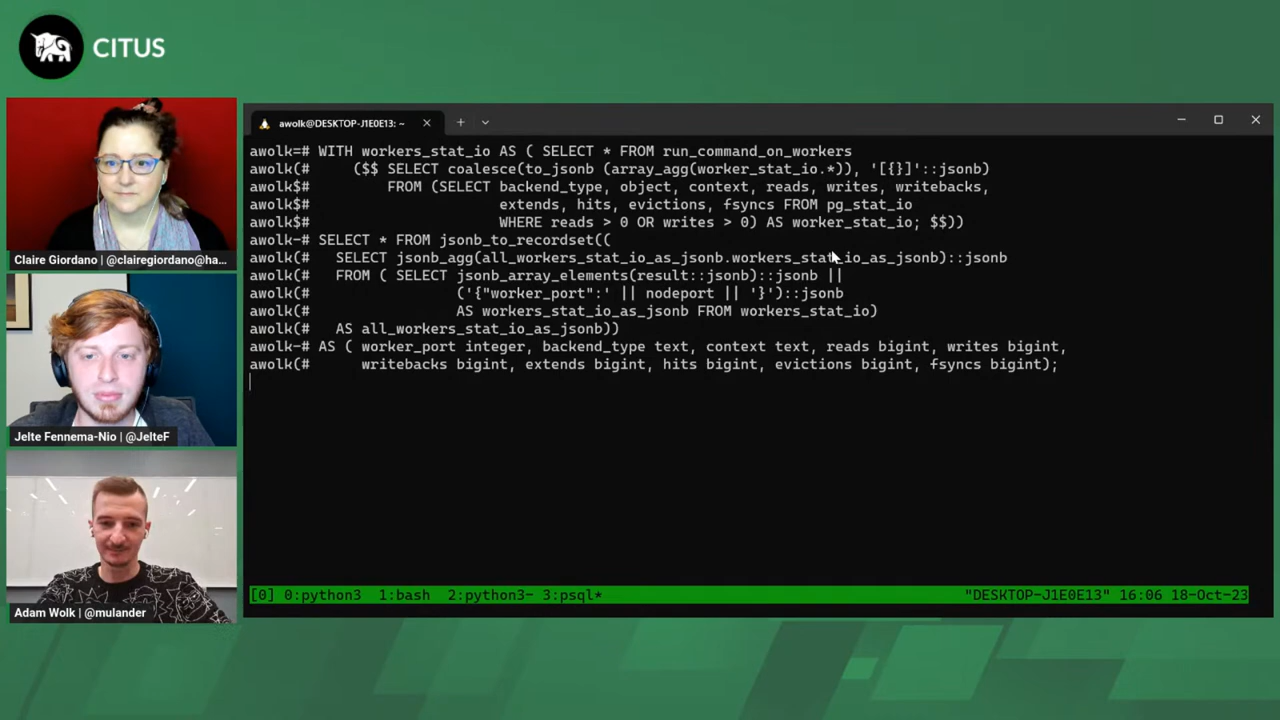 CITUS
Claire Giordano | @clairegiordano@ha...
Jelte Fennema-Nio | @JelteF
Adam Wolk | @mulander
awolk@DESKTOP-J1E0E13: ~
awolk=# WITH workers_stat_io AS ( SELECT * FROM run_command_on_workers
awolk(#     ($$ SELECT coalesce(to_jsonb (array_agg(worker_stat_io.*)), '[{}]'::jsonb)
awolk$#         FROM (SELECT backend_type, object, context, reads, writes, writebacks,
awolk$#                      extends, hits, evictions, fsyncs FROM pg_stat_io
awolk$#                      WHERE reads > 0 OR writes > 0) AS worker_stat_io; $$))
awolk-# SELECT * FROM jsonb_to_recordset((
awolk(#   SELECT jsonb_agg(all_workers_stat_io_as_jsonb.workers_stat_io_as_jsonb)::jsonb
awolk(#   FROM ( SELECT jsonb_array_elements(result::jsonb)::jsonb ||
awolk(#                 ('{"worker_port":' || nodeport || '}')::jsonb
awolk(#                 AS workers_stat_io_as_jsonb FROM workers_stat_io)
awolk(#   AS all_workers_stat_io_as_jsonb))
awolk-# AS ( worker_port integer, backend_type text, context text, reads bigint, writes bigint,
awolk(#      writebacks bigint, extends bigint, hits bigint, evictions bigint, fsyncs bigint);
[0] 0:python3  1:bash  2:python3- 3:psql*
"DESKTOP-J1E0E13" 16:06 18-Oct-23